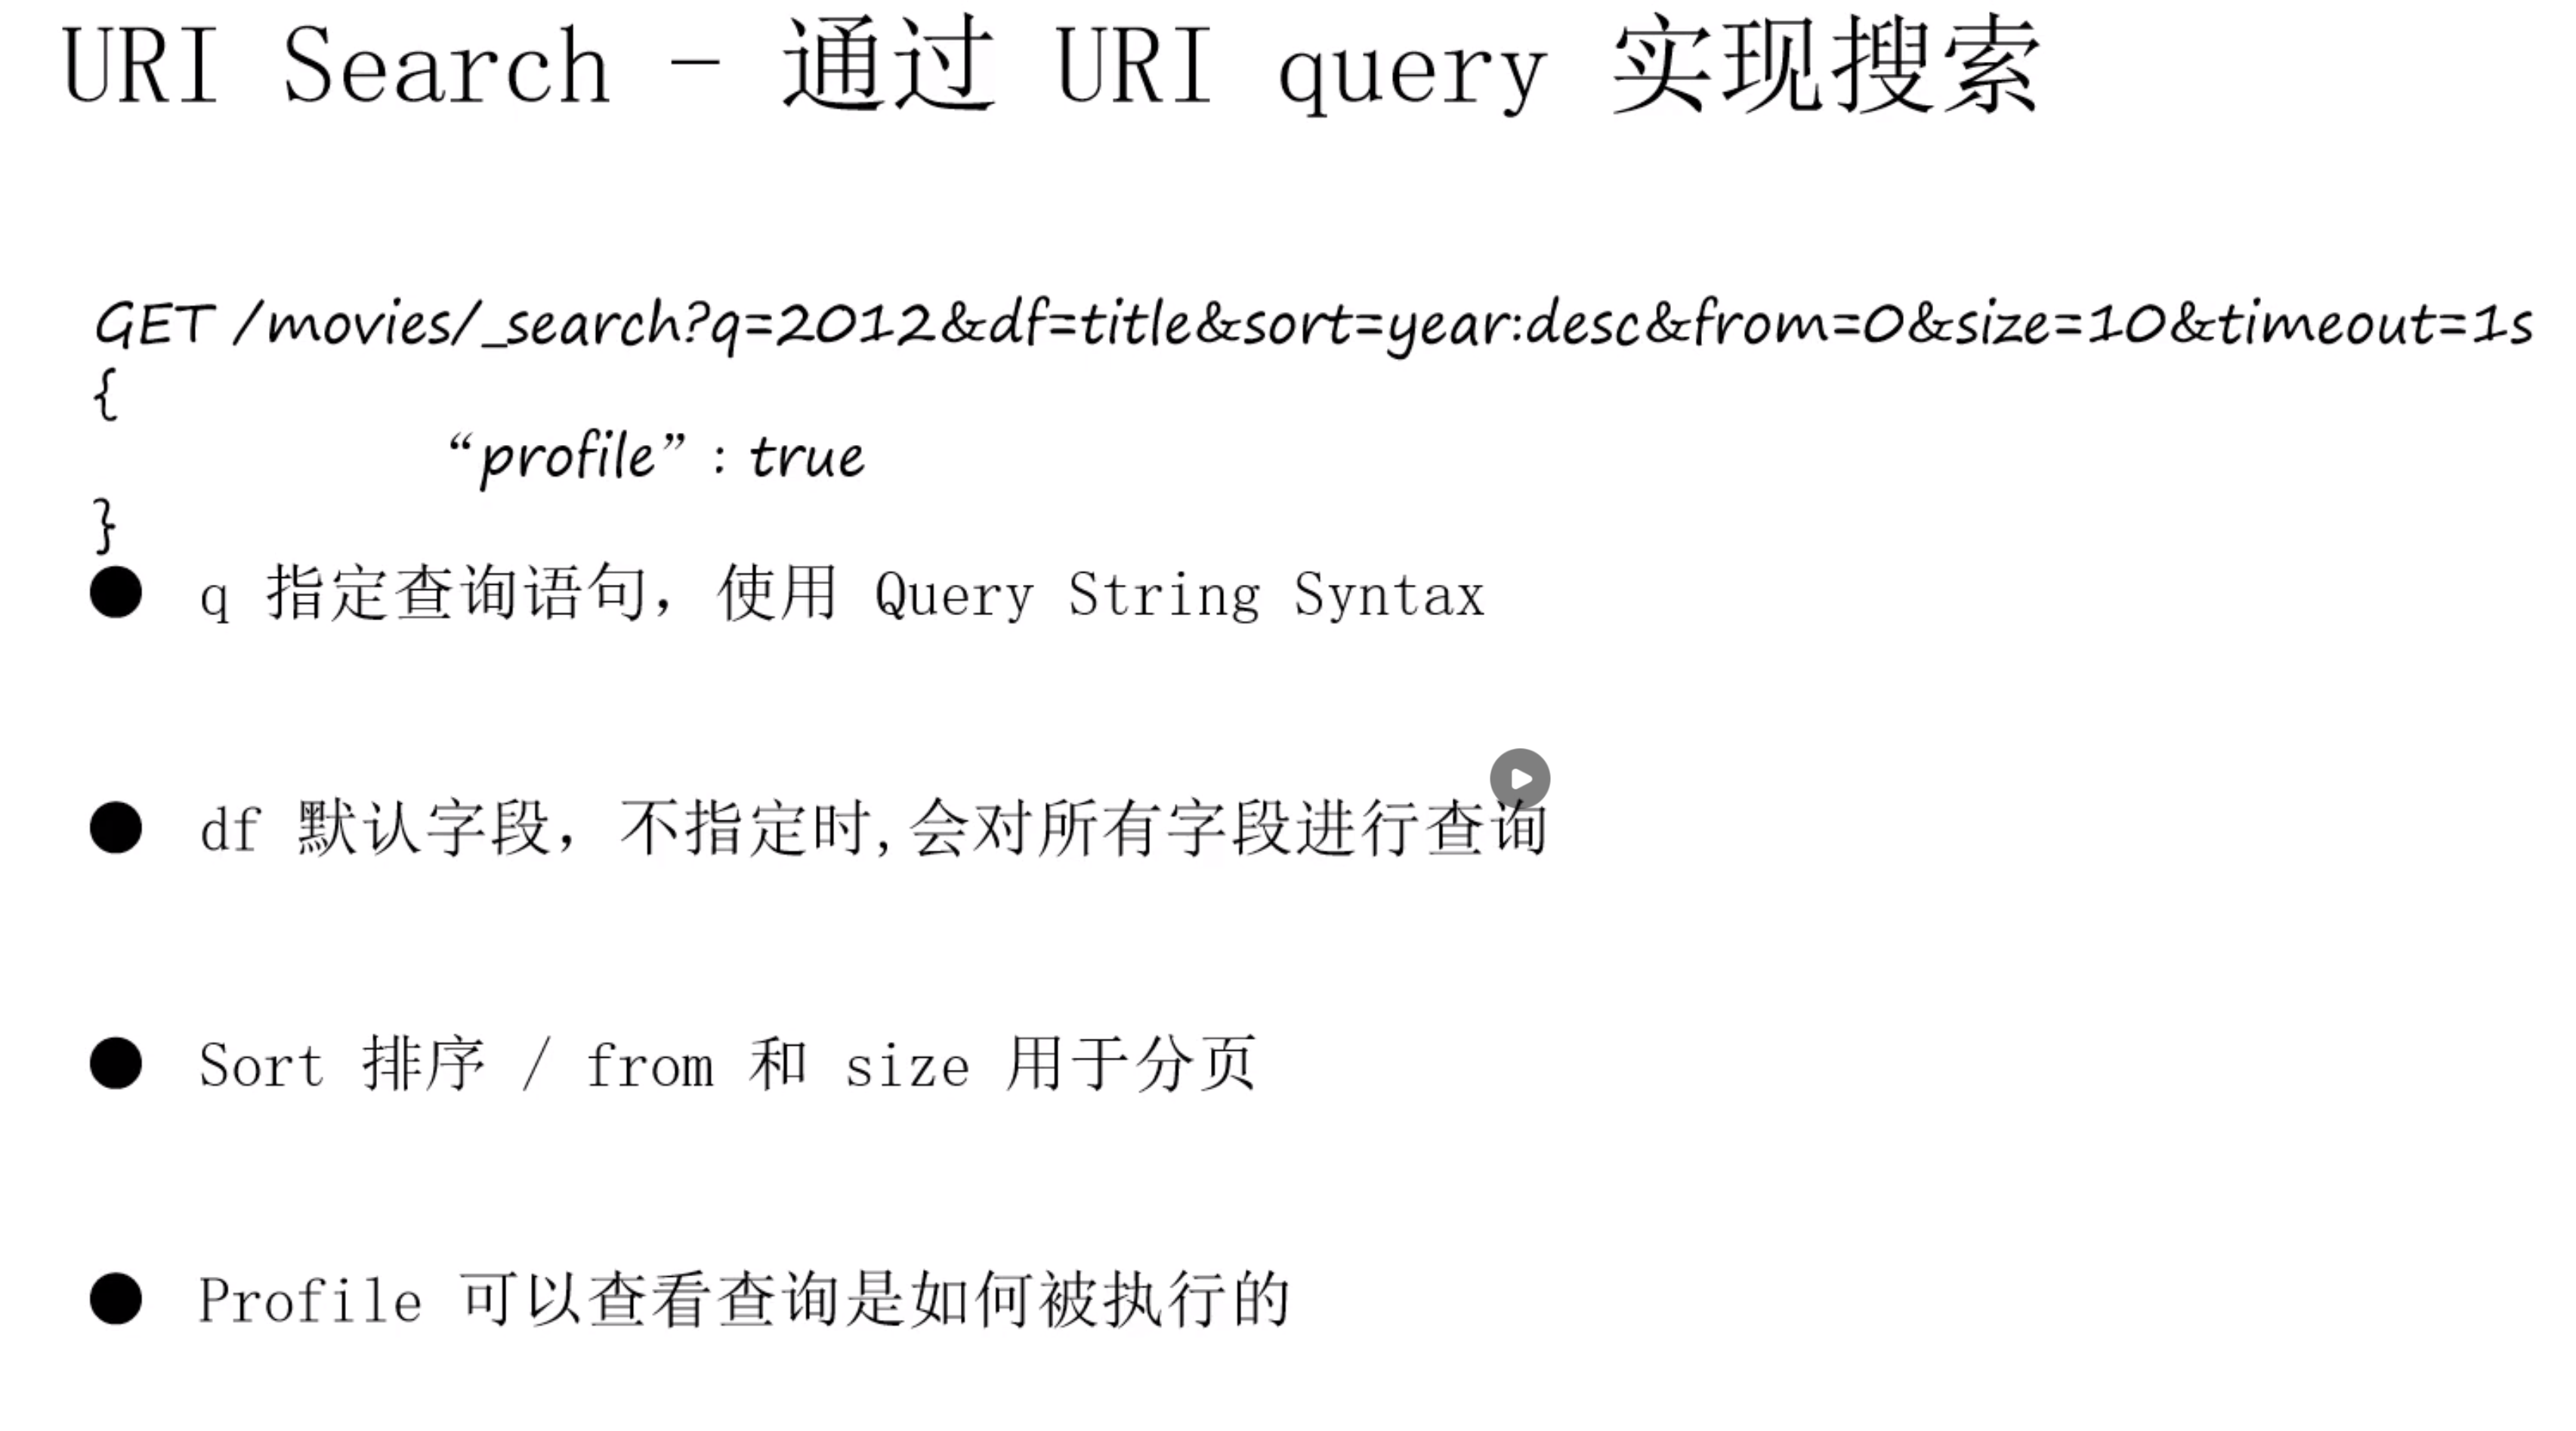 URI Search - 通过 URI query 实现搜索
GET /movies/_search?q=2012&df=title&sort=year:desc&from=0&size=10&timeout=1s
{
“profile” : true
}
● q 指定查询语句，使用 Query String Syntax
● df 默认字段，不指定时,会对所有字段进行查询
● Sort 排序 / from 和 size 用于分页
● Profile 可以查看查询是如何被执行的